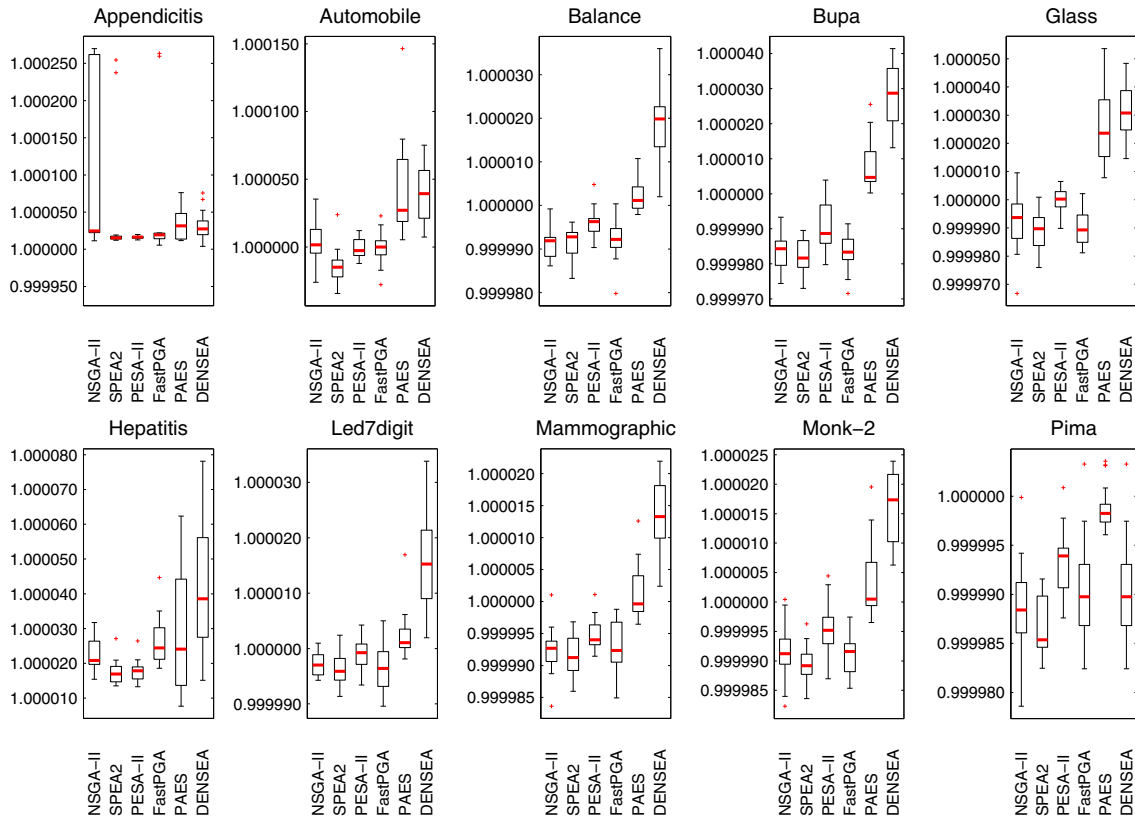 Appendicitis
1.000250
1.000200
1.000150
1.000100
1.000050
1.000000
0.999950
NSGA−II
SPEA2
PESA−II
FastPGA
PAES
DENSEA
Automobile
1.000150
1.000100
1.000050
1.000000
NSGA−II
SPEA2
PESA−II
FastPGA
PAES
DENSEA
Balance
1.000030
1.000020
1.000010
1.000000
0.999990
0.999980
NSGA−II
SPEA2
PESA−II
FastPGA
PAES
DENSEA
Bupa
1.000040
1.000030
1.000020
1.000010
1.000000
0.999990
0.999980
0.999970
NSGA−II
SPEA2
PESA−II
FastPGA
PAES
DENSEA
Glass
1.000050
1.000040
1.000030
1.000020
1.000010
1.000000
0.999990
0.999980
0.999970
NSGA−II
SPEA2
PESA−II
FastPGA
PAES
DENSEA
Hepatitis
1.000080
1.000070
1.000060
1.000050
1.000040
1.000030
1.000020
1.000010
NSGA−II
SPEA2
PESA−II
FastPGA
PAES
DENSEA
Led7digit
1.000030
1.000020
1.000010
1.000000
0.999990
NSGA−II
SPEA2
PESA−II
FastPGA
PAES
DENSEA
Mammographic
1.000020
1.000015
1.000010
1.000005
1.000000
0.999995
0.999990
0.999985
NSGA−II
SPEA2
PESA−II
FastPGA
PAES
DENSEA
Monk−2
1.000025
1.000020
1.000015
1.000010
1.000005
1.000000
0.999995
0.999990
0.999985
NSGA−II
SPEA2
PESA−II
FastPGA
PAES
DENSEA
Pima
1.000000
0.999995
0.999990
0.999985
0.999980
NSGA−II
SPEA2
PESA−II
FastPGA
PAES
DENSEA